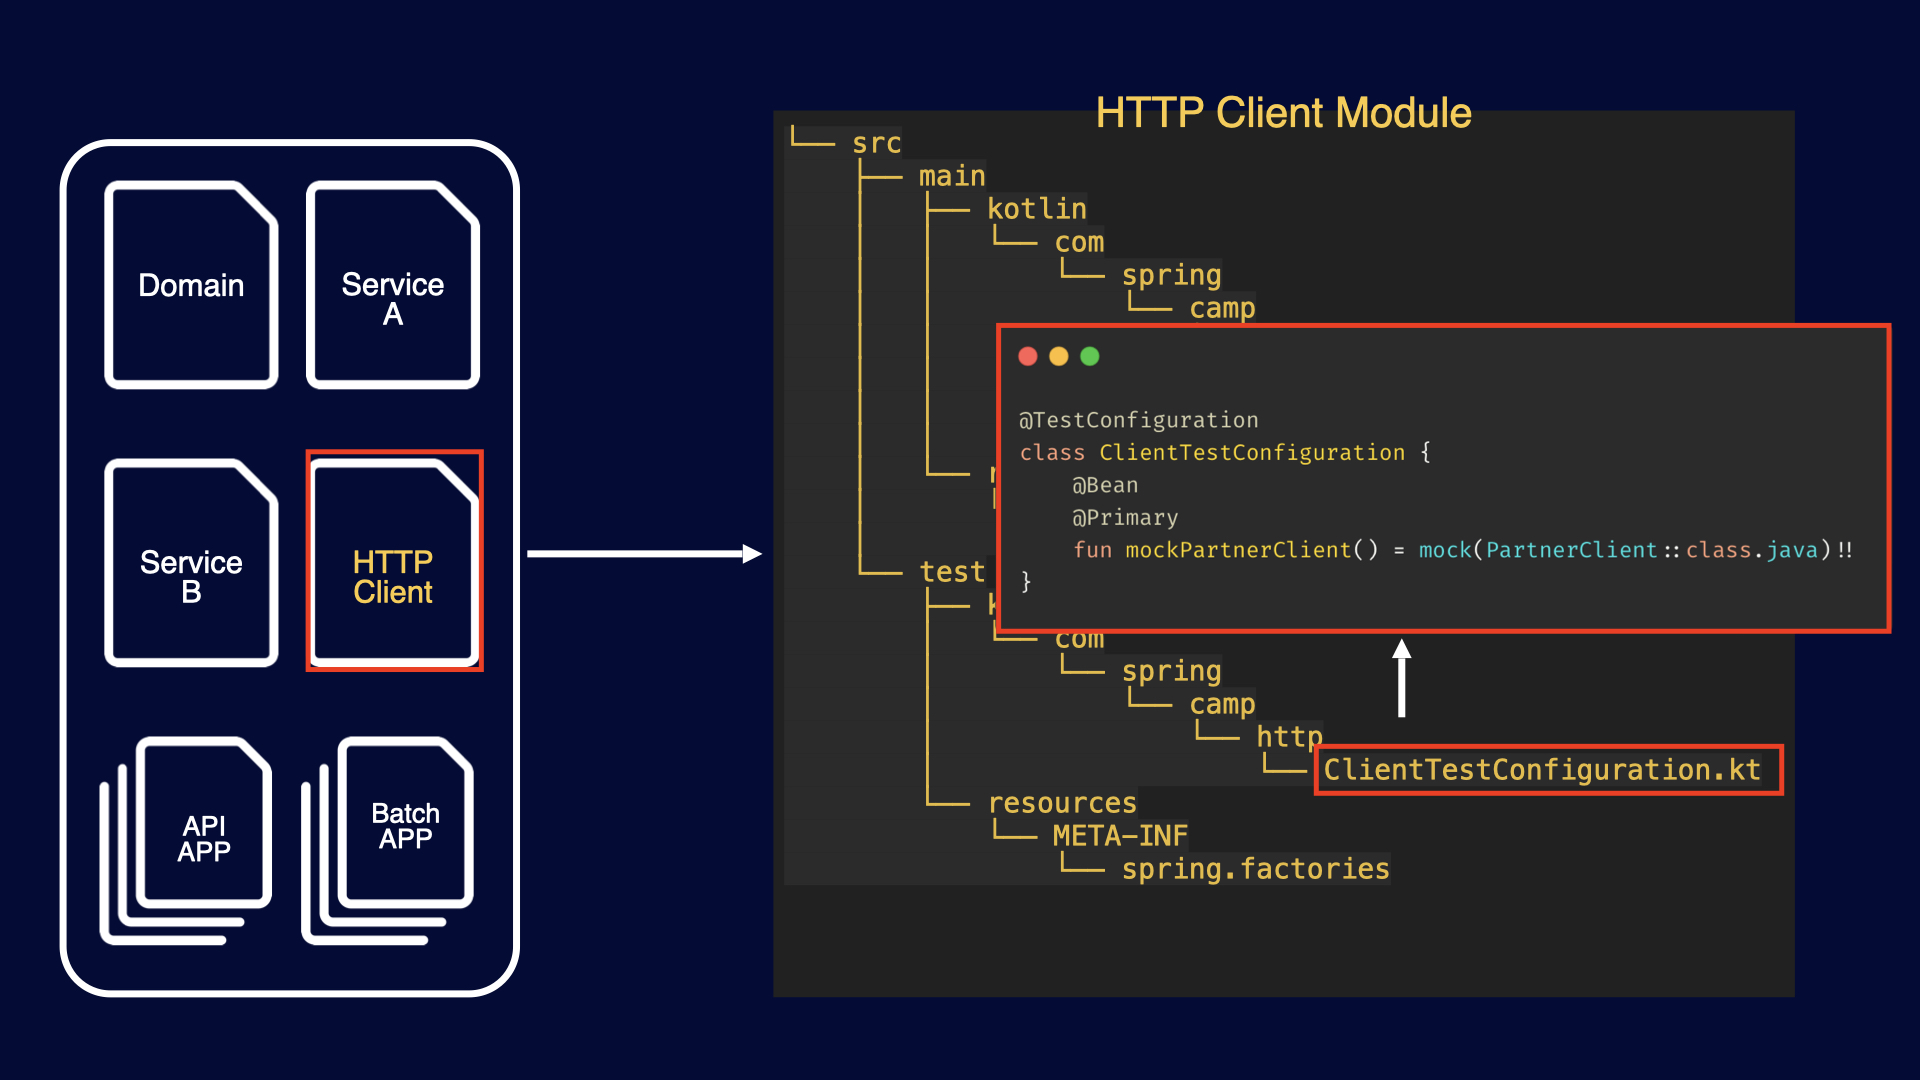 Domain
Service
A
Service
B
HTTP
Client
API
APP
Batch
APP
HTTP Client Module
src
main
kotlin
com
spring
camp
@TestConfiguration
class ClientTestConfiguration {
@Bean
@Primary
fun mockPartnerClient() = mock(PartnerClient::class.java)!!
}
test
com
spring
camp
http
ClientTestConfiguration.kt
resources
META-INF
spring.factories